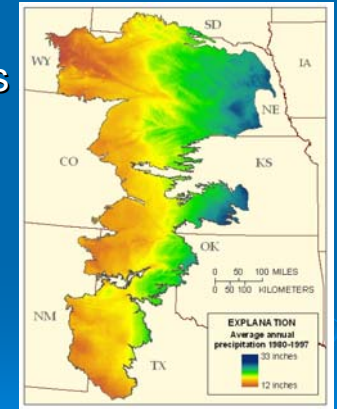 s
SD
WY
IA
NE
CO
KS
OK
0 50 100 MILES
0 50 100 KILOMETERS
NM
EXPLANATION
Average annual
precipitation 1980-1997
33 inches
12 inches
TX